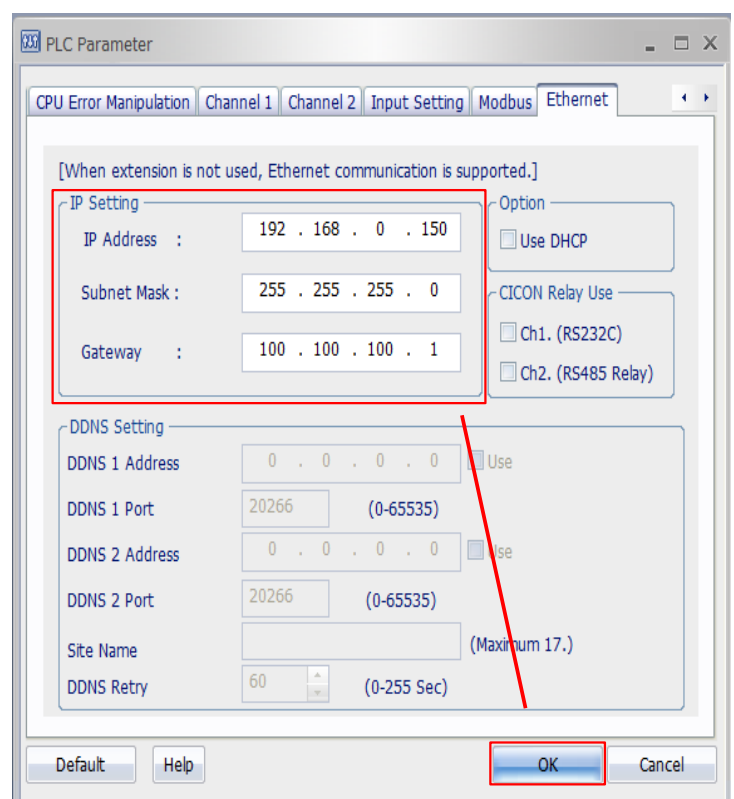 PLC Parameter
CPU Error Manipulation Channel 1 Channel 2 Input Setting Modbus Ethernet
[When extension is not used, Ethernet communication is supported.]
IP Setting
IP Address : 192 . 168 . 0 . 150
Subnet Mask : 255 . 255 . 255 . 0
Gateway : 100 . 100 . 100 . 1
Option
Use DHCP
CICON Relay Use
Ch1. (RS232C)
Ch2. (RS485 Relay)
DDNS Setting
DDNS 1 Address 0 . 0 . 0 . 0 Use
DDNS 1 Port 20266 (0-65535)
DDNS 2 Address 0 . 0 . 0 . 0 Use
DDNS 2 Port 20266 (0-65535)
Site Name (Maximum 17.)
DDNS Retry 60 (0-255 Sec)
Default Help OK Cancel